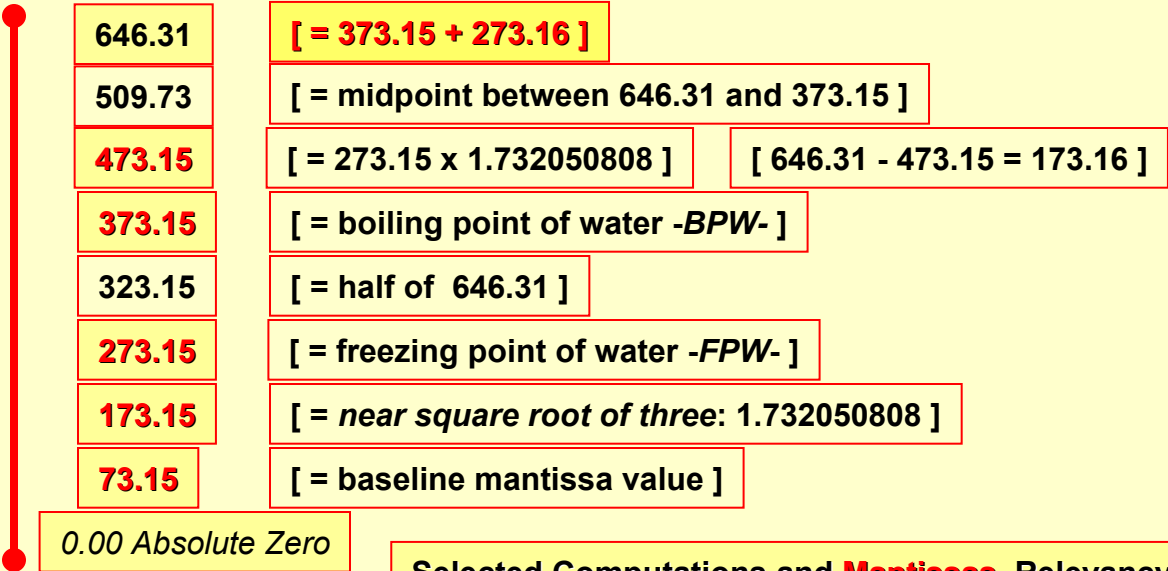 646.31 [ = 373.15 + 273.16 ]
509.73 [ = midpoint between 646.31 and 373.15 ]
473.15 [ = 273.15 x 1.732050808 ] [ 646.31 - 473.15 = 173.16 ]
373.15 [ = boiling point of water -BPW- ]
323.15 [ = half of 646.31 ]
273.15 [ = freezing point of water -FPW- ]
173.15 [ = near square root of three: 1.732050808 ]
73.15 [ = baseline mantissa value ]
0.00 Absolute Zero
Selected Computations and Mantissas, Relevancy